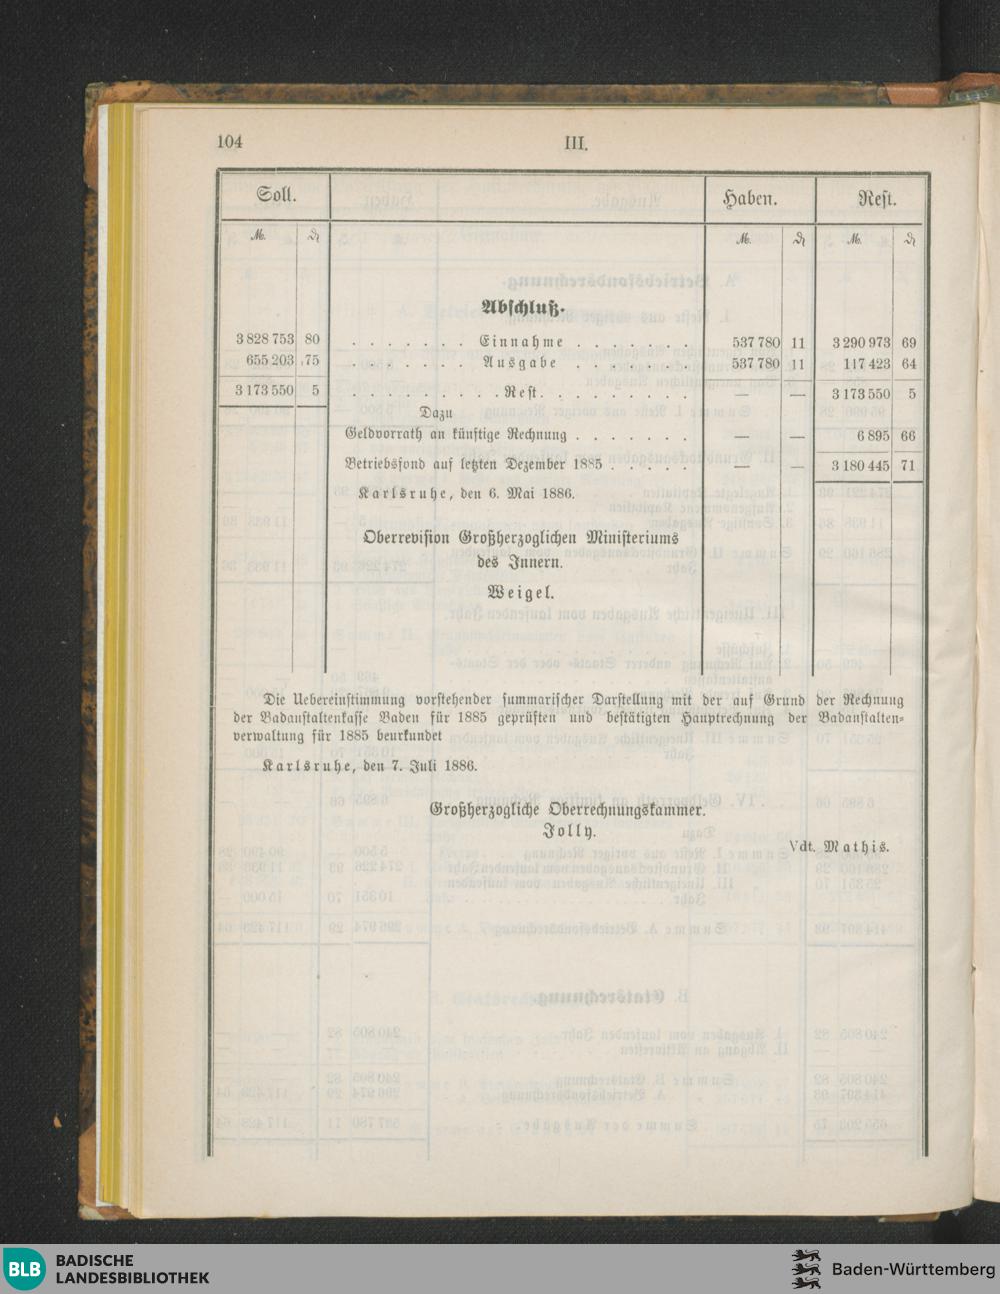 104 III.
Soll. Haben. Rest.
M. ₰ M. ₰ M. ₰
Abschluß.
3 828 753 80 . . . . . . . Einnahme . . . . . . . 537 780 11 3 290 973 69
655 203 75 . . . . . . . Ausgabe . . . . . . . 537 780 11 117 423 64
3 173 550 5 . . . . . . . . . Rest. . . . . . . . . . — — 3 173 550 5
Dazu
Geldvorrath an künftige Rechnung . . . . . . . — — 6 895 66
Betriebsfond auf letzten Dezember 1885 . . . . . — — 3 180 445 71
Karlsruhe, den 6. Mai 1886.
Oberrevision Großherzoglichen Ministeriums
des Innern.
Weigel.
Die Uebereinstimmung vorstehender summarischer Darstellung mit der auf Grund der Rechnung
der Badanstaltenkasse Baden für 1885 geprüften und bestätigten Hauptrechnung der Badanstalten-
verwaltung für 1885 beurkundet
Karlsruhe, den 7. Juli 1886.
Großherzogliche Oberrechnungskammer.
Jolly.
Vdt. Mathis.
BLB BADISCHE
LANDESBIBLIOTHEK
Baden-Württemberg